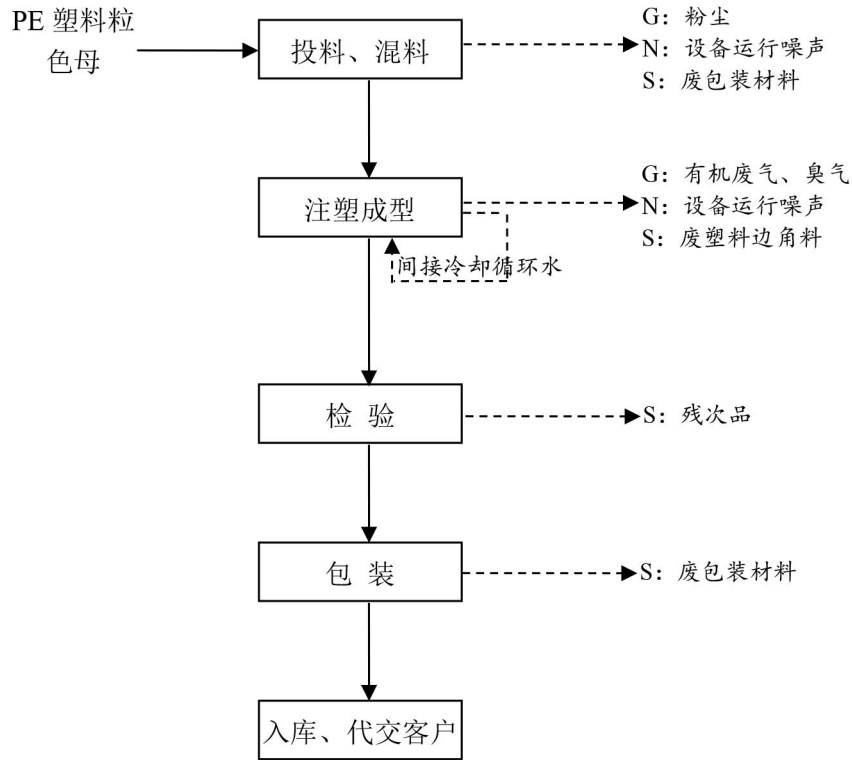 PE 塑料粒
色母
投料、混料
G：粉尘
N：设备运行噪声
S：废包装材料
注塑成型
G：有机废气、臭气
N：设备运行噪声
S：废塑料边角料
间接冷却循环水
检 验
S：残次品
包 装
S：废包装材料
入库、代交客户